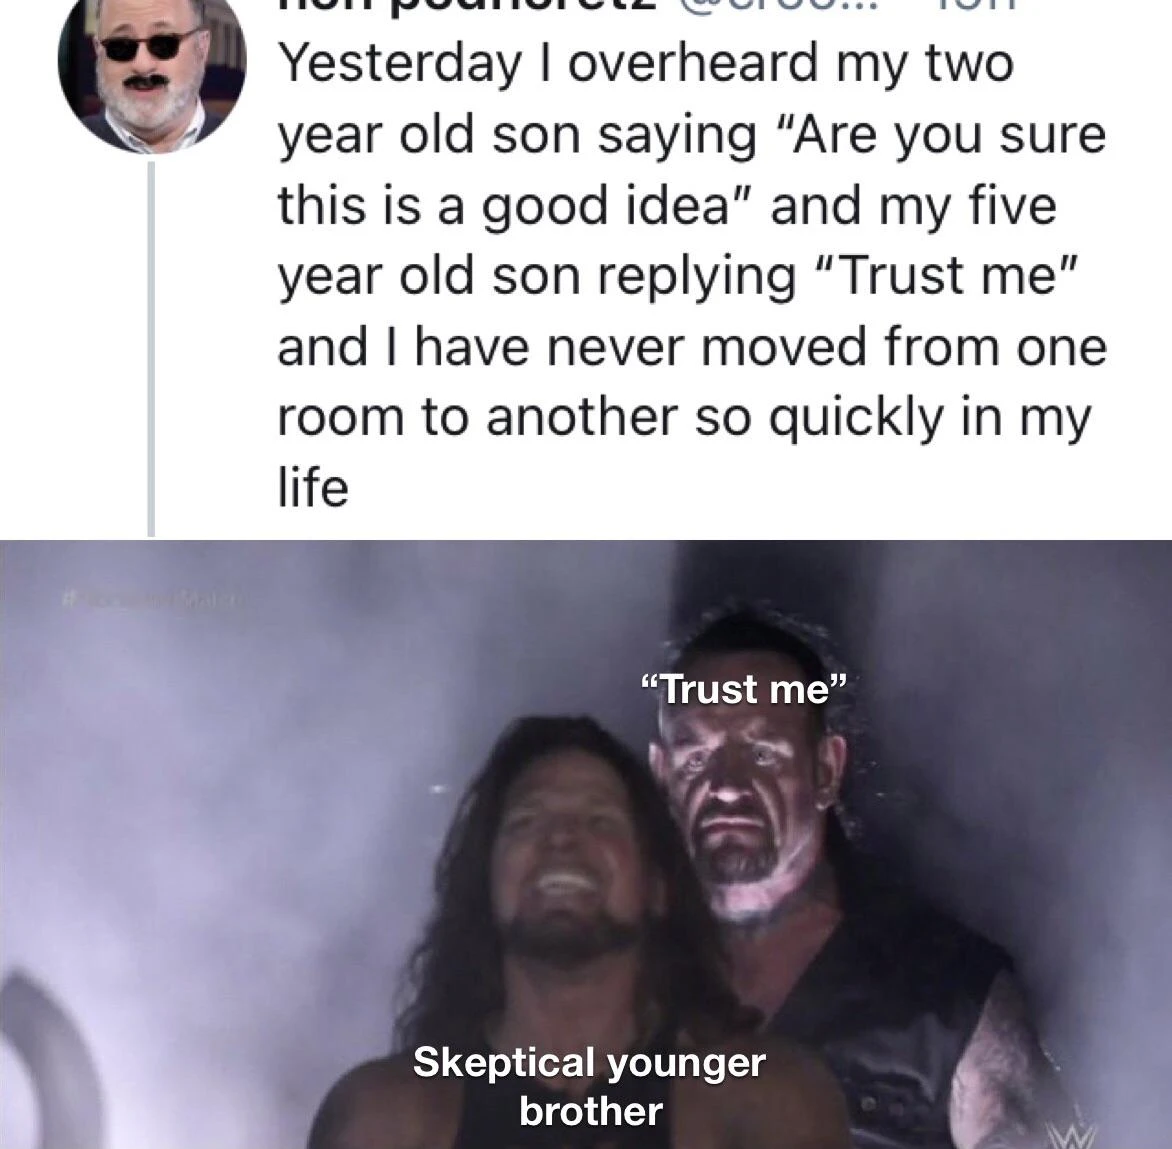 Yesterday I overheard my two
year old son saying “Are you sure
this is a good idea” and my five
year old son replying “Trust me”
and I have never moved from one
room to another so quickly in my
life
“Trust me”
Skeptical younger
brother